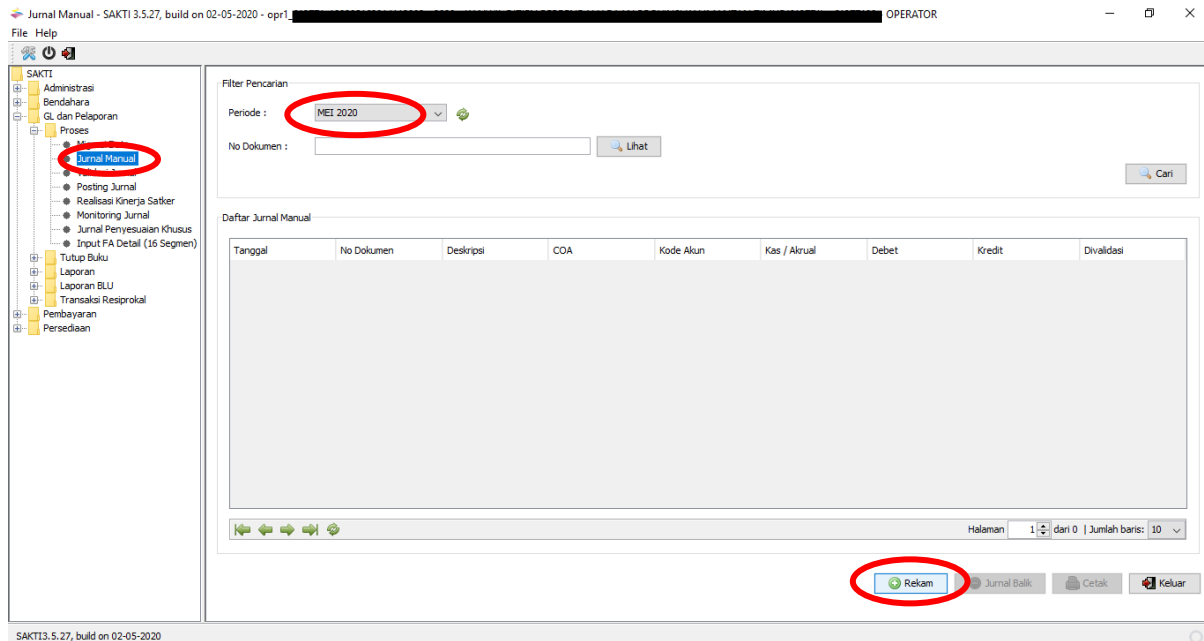 Jurnal Manual - SAKTI 3.5.27, build on 02-05-2020 - opr1_ OPERATOR
File Help
SAKTI
Administrasi
Bendahara
GL dan Pelaporan
Proses
Jurnal Manual
Posting Jurnal
Realisasi Kinerja Satker
Monitoring Jurnal
Jurnal Penyesuaian Khusus
Input FA Detail (16 Segmen)
Tutup Buku
Laporan
Laporan BLU
Transaksi Resiprokal
Pembayaran
Persediaan
Filter Pencarian
Periode : MEI 2020
No Dokumen : Lihat
Cari
Daftar Jurnal Manual
Tanggal No Dokumen Deskripsi COA Kode Akun Kas / Akrual Debet Kredit Divalidasi
Halaman 1 dari 0 | Jumlah baris: 10
Rekam Jurnal Balik Cetak Keluar
SAKTI3.5.27, build on 02-05-2020